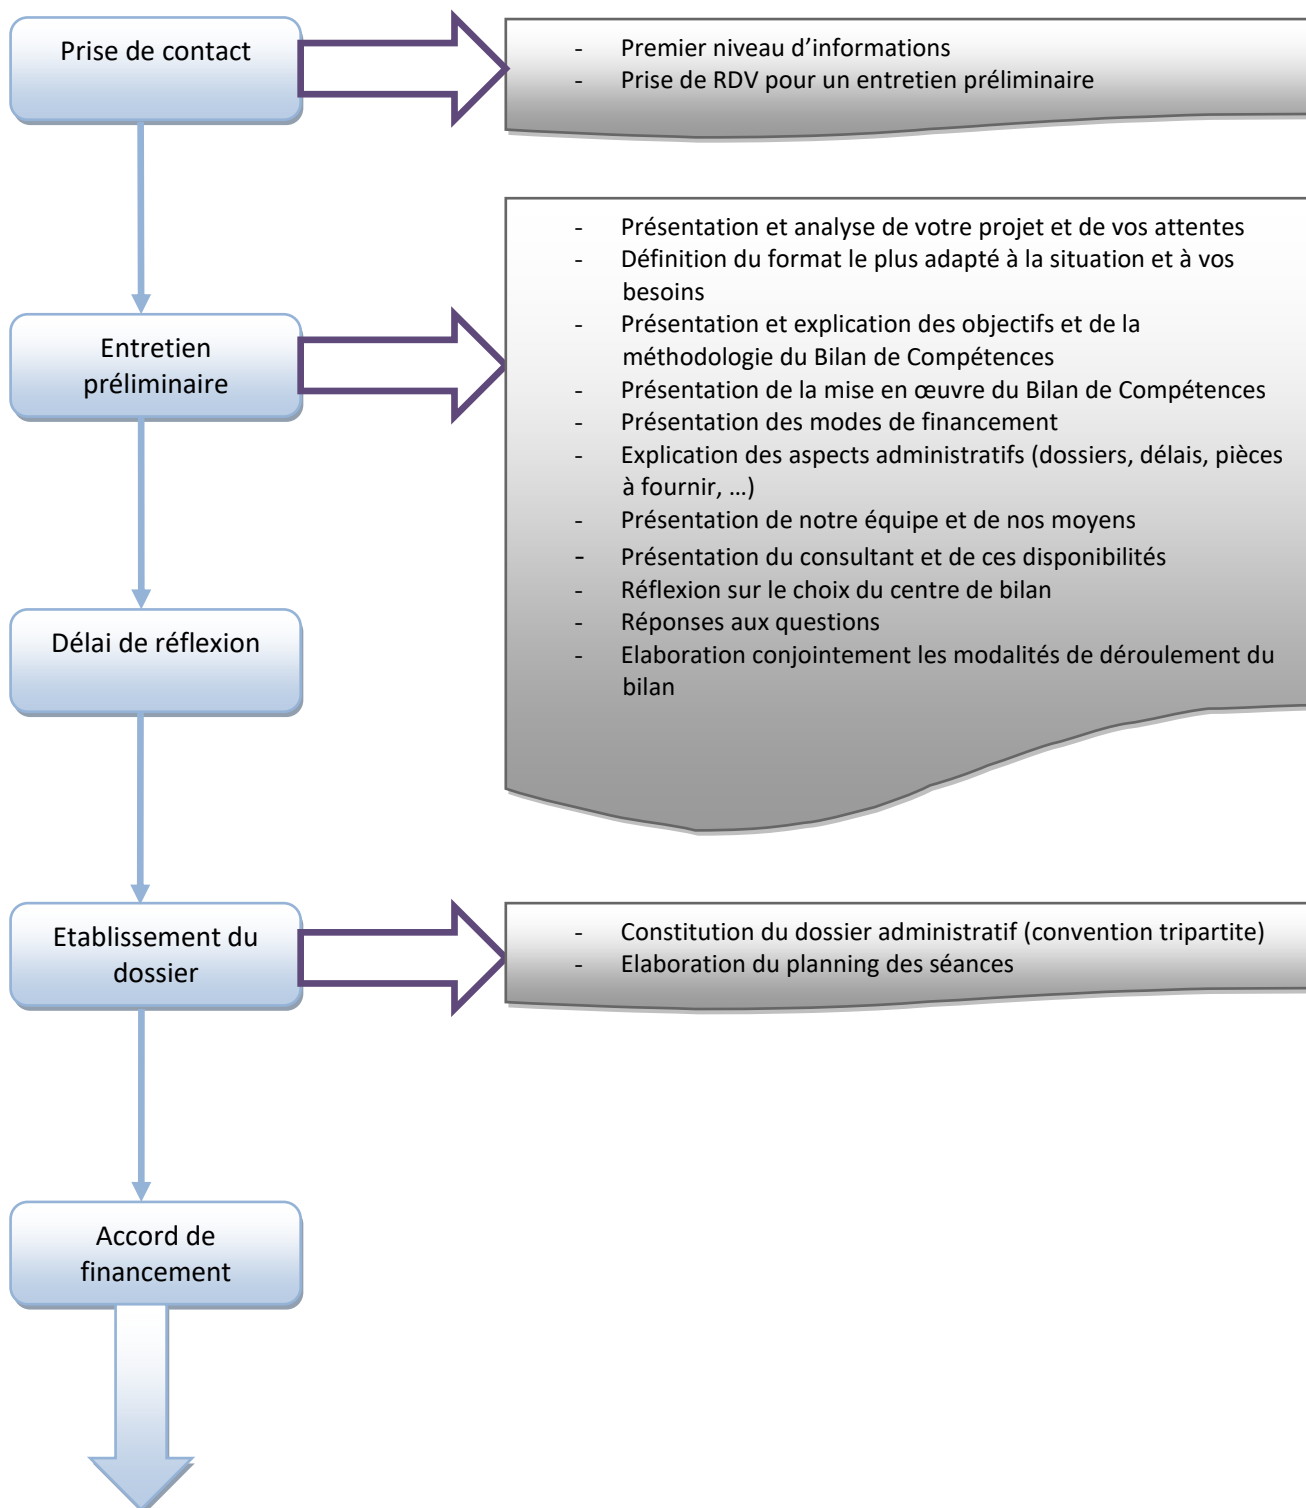 Prise de contact
- Premier niveau d’informations
- Prise de RDV pour un entretien préliminaire
Entretien
préliminaire
- Présentation et analyse de votre projet et de vos attentes
- Définition du format le plus adapté à la situation et à vos
besoins
- Présentation et explication des objectifs et de la
méthodologie du Bilan de Compétences
- Présentation de la mise en œuvre du Bilan de Compétences
- Présentation des modes de financement
- Explication des aspects administratifs (dossiers, délais, pièces
à fournir, …)
- Présentation de notre équipe et de nos moyens
- Présentation du consultant et de ces disponibilités
- Réflexion sur le choix du centre de bilan
- Réponses aux questions
- Elaboration conjointement les modalités de déroulement du
bilan
Délai de réflexion
Etablissement du
dossier
- Constitution du dossier administratif (convention tripartite)
- Elaboration du planning des séances
Accord de
financement